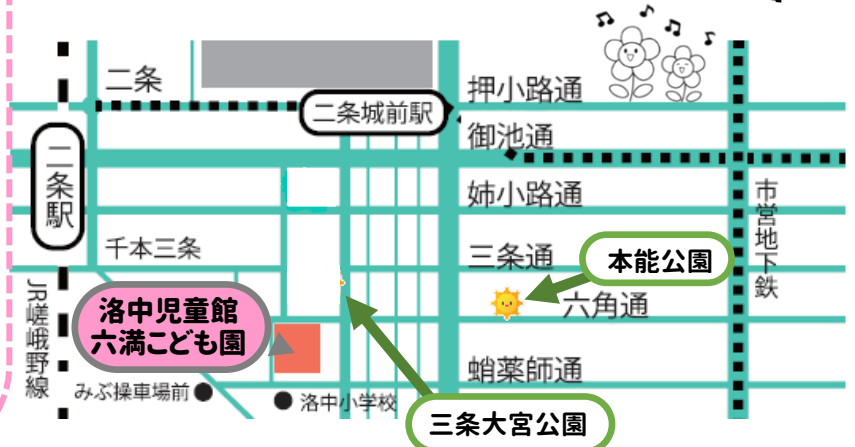 二条
二条城前駅
押小路通
御池通
二条駅
姉小路通
市営地下鉄
千本三条
三条通
本能公園
JR嵯峨野線
洛中児童館
六満こども園
六角通
蛸薬師通
みぶ操車場前
洛中小学校
三条大宮公園